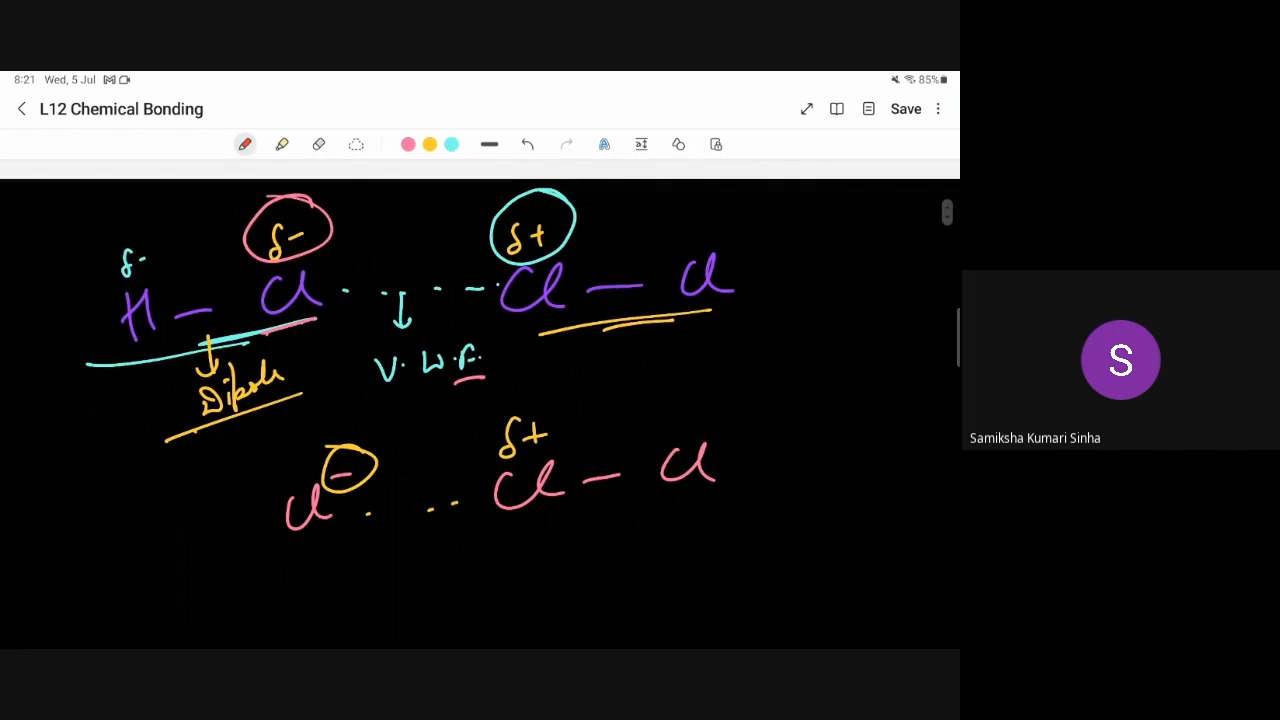 8:21 Wed, 5 Jul 85%
L12 Chemical Bonding Save
δ- δ- δ+
H - Cl . . - - . Cl - Cl
V. W. F.
Dipole
δ+
Cl - . . . Cl - Cl
S
Samiksha Kumari Sinha